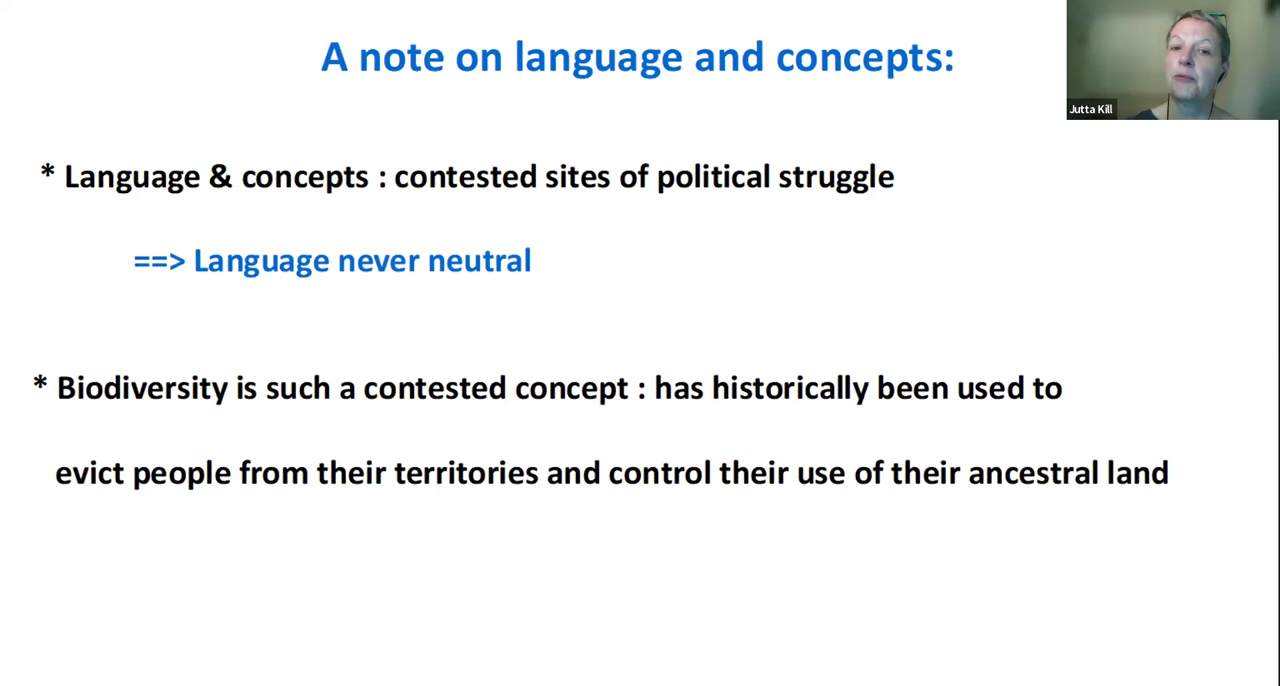 A note on language and concepts:
Jutta Kill
* Language & concepts : contested sites of political struggle
==> Language never neutral
* Biodiversity is such a contested concept : has historically been used to
evict people from their territories and control their use of their ancestral land